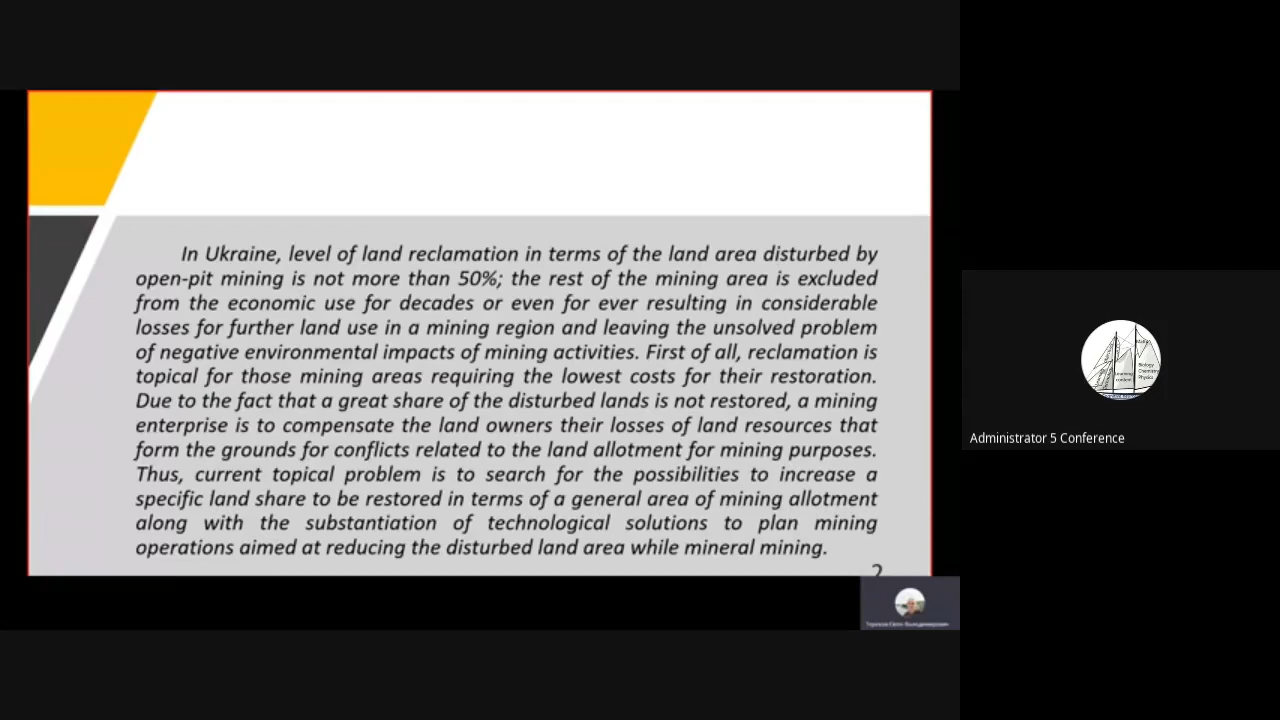 In Ukraine, level of land reclamation in terms of the land area disturbed by
open-pit mining is not more than 50%; the rest of the mining area is excluded
from the economic use for decades or even for ever resulting in considerable
losses for further land use in a mining region and leaving the unsolved problem
of negative environmental impacts of mining activities. First of all, reclamation is
topical for those mining areas requiring the lowest costs for their restoration.
Due to the fact that a great share of the disturbed lands is not restored, a mining
enterprise is to compensate the land owners their losses of land resources that
form the grounds for conflicts related to the land allotment for mining purposes.
Thus, current topical problem is to search for the possibilities to increase a
specific land share to be restored in terms of a general area of mining allotment
along with the substantiation of technological solutions to plan mining
operations aimed at reducing the disturbed land area while mineral mining.
2
Biology
Chemistry
Physics
Administrator 5 Conference